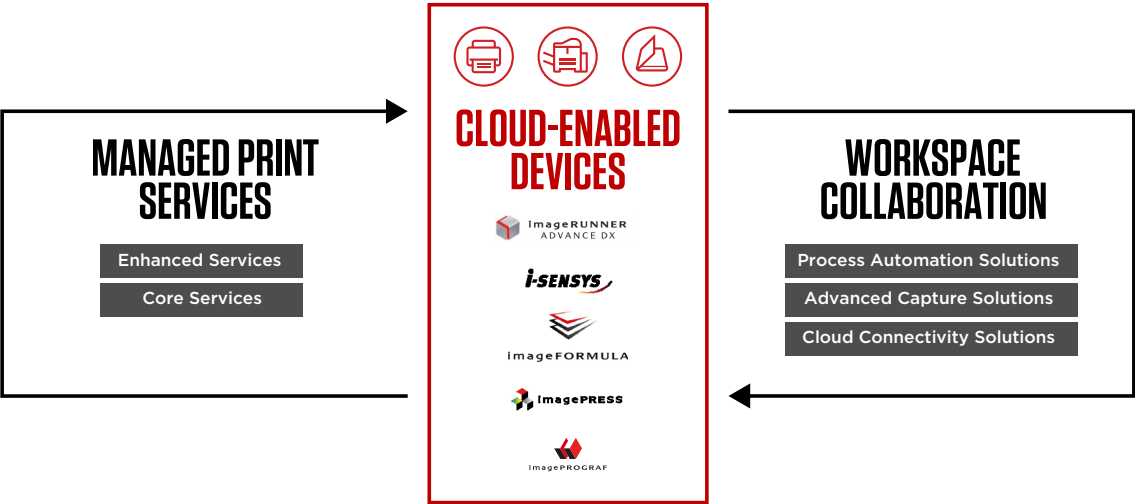 MANAGED PRINT
SERVICES
Enhanced Services
Core Services
CLOUD-ENABLED
DEVICES
imageRUNNER
ADVANCE DX
i-SENSYS
imageFORMULA
imagePRESS
imagePROGRAF
WORKSPACE
COLLABORATION
Process Automation Solutions
Advanced Capture Solutions
Cloud Connectivity Solutions